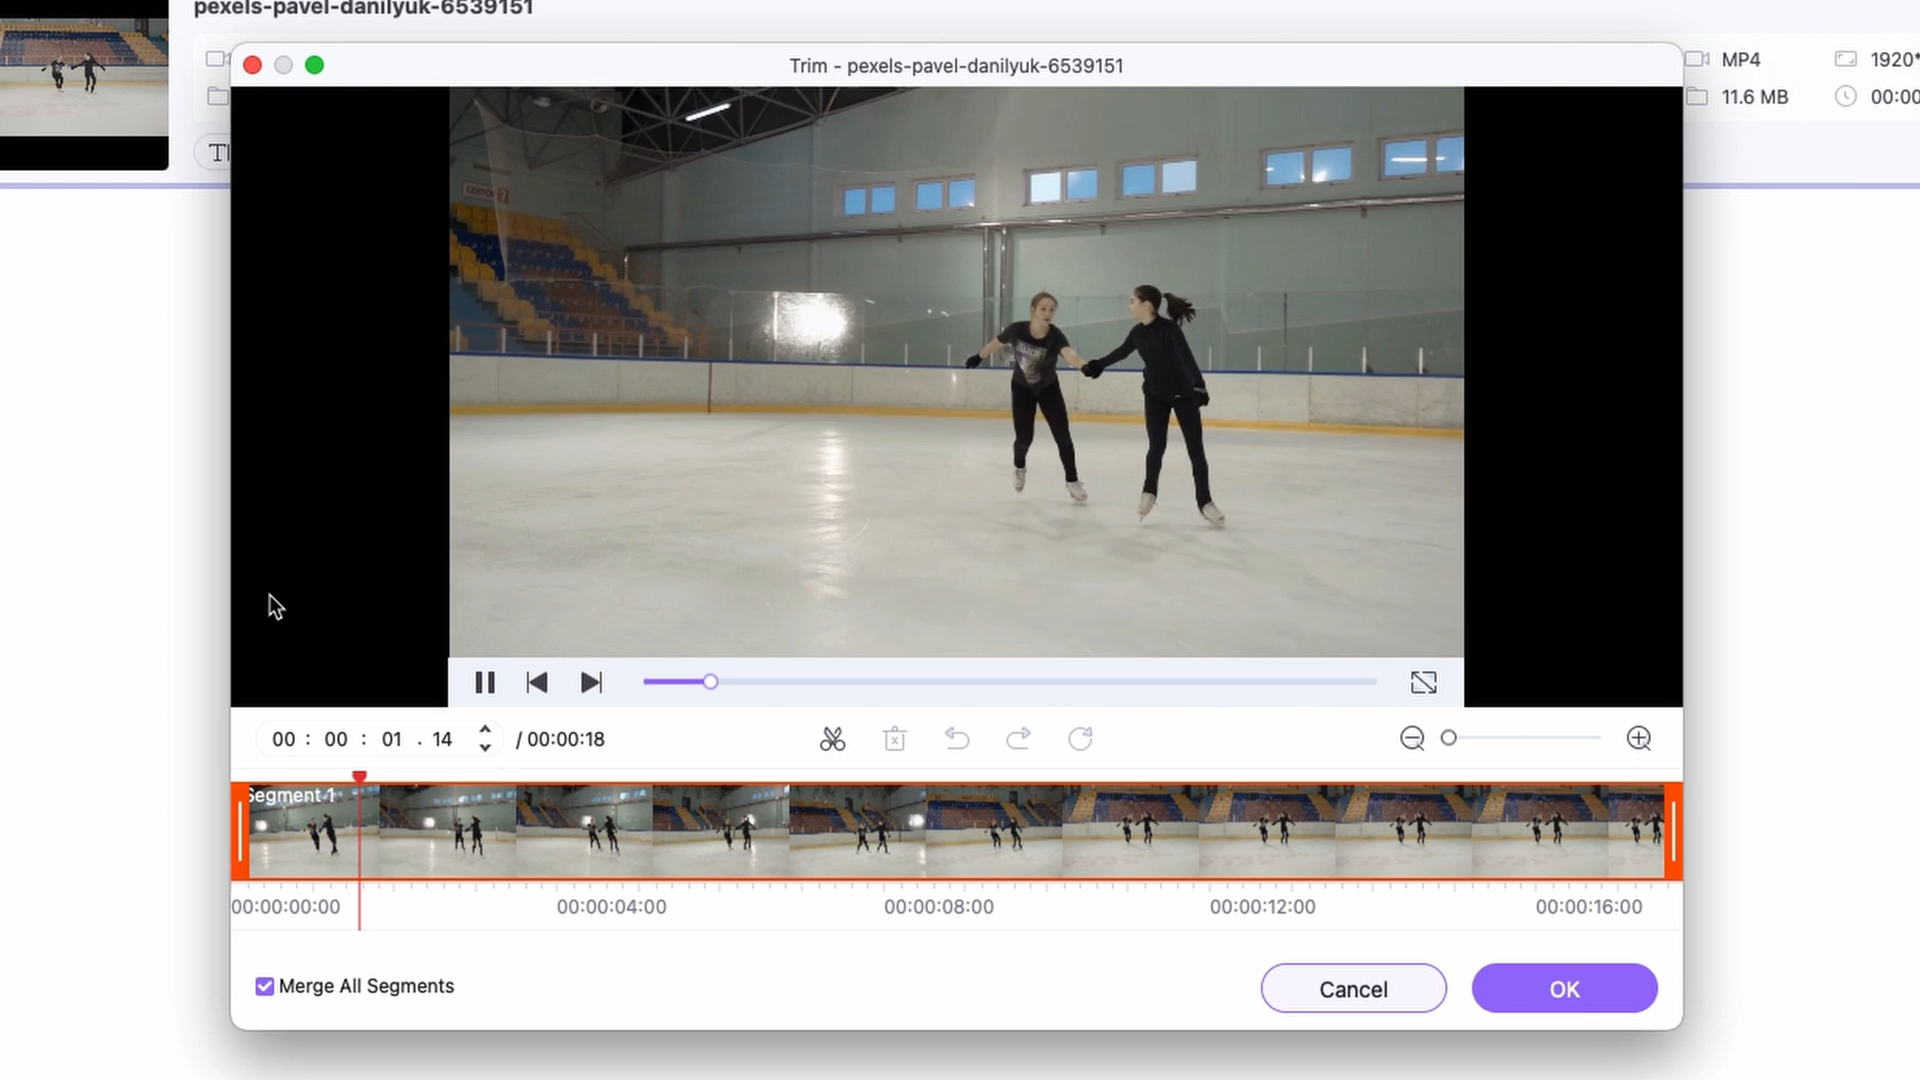 pexels-pavel-danilyuk-6539151
Trim - pexels-pavel-danilyuk-6539151
MP4
1920*
11.6 MB
00:00
СЕКТОР 7
00 : 00 : 01 . 14 / 00:00:18
Segment 1
00:00:00:00
00:00:04:00
00:00:08:00
00:00:12:00
00:00:16:00
Merge All Segments
Cancel
OK